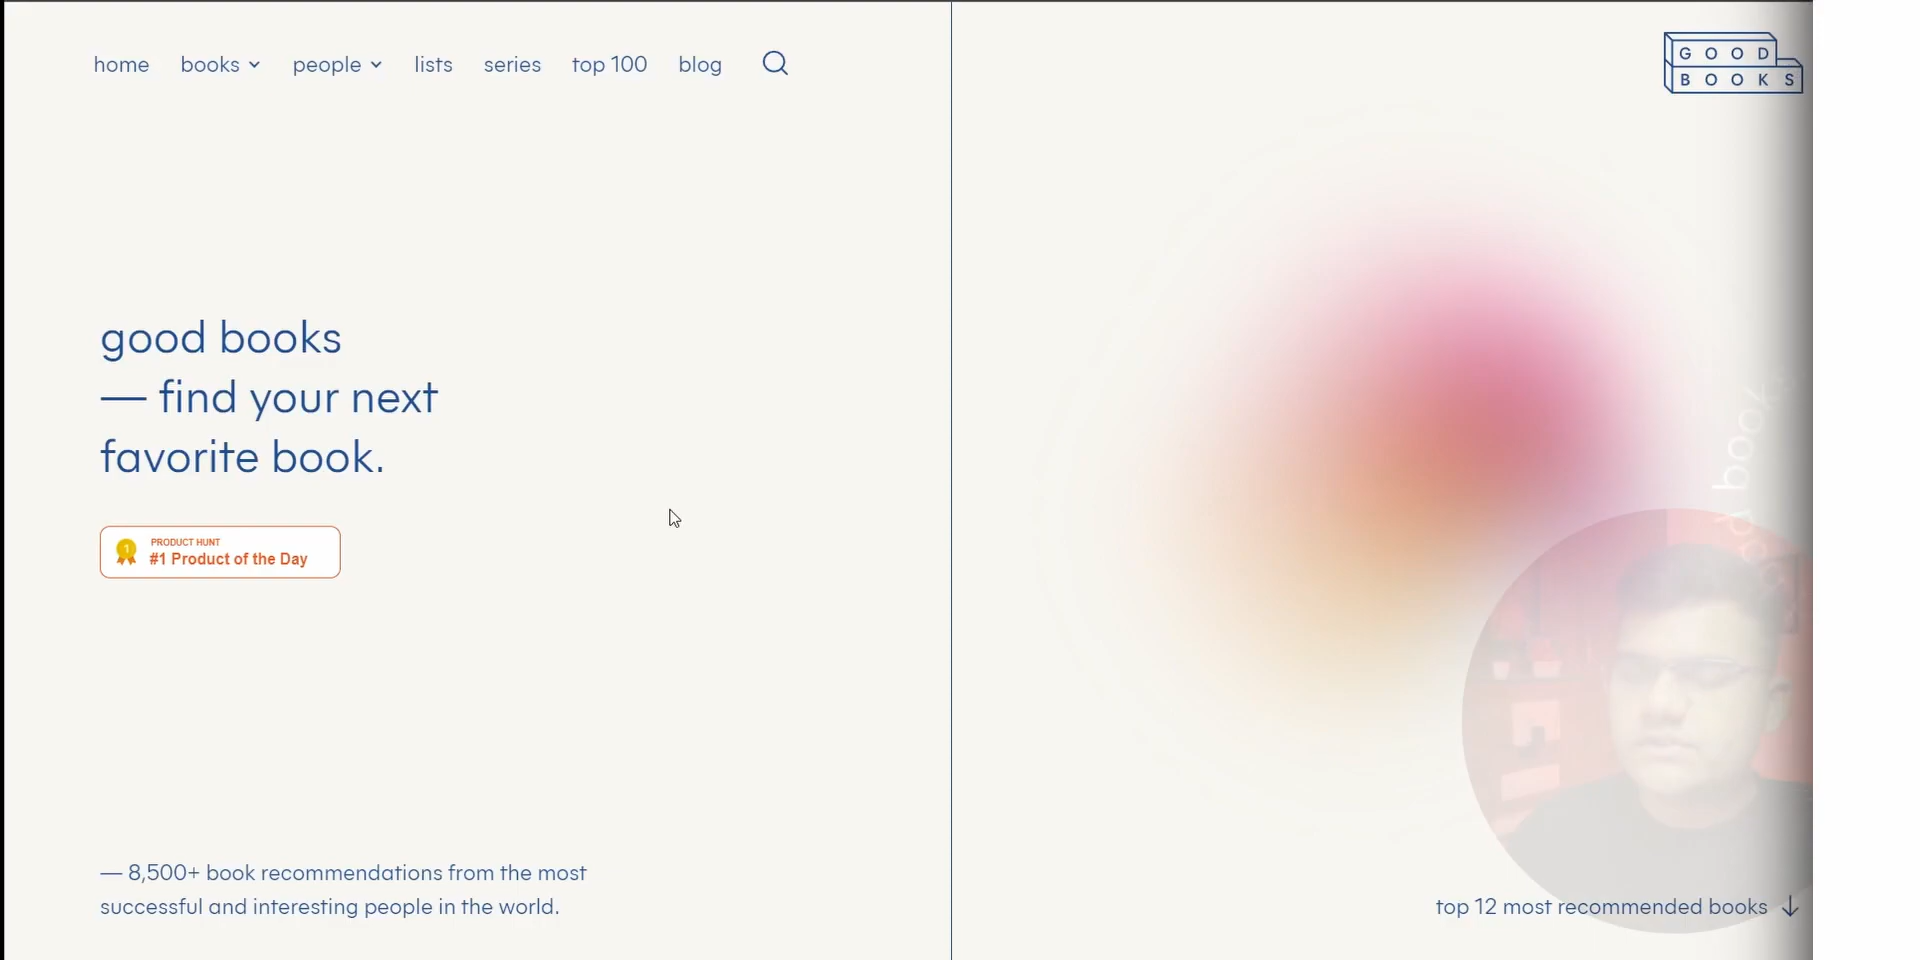 home books people lists series top 100 blog
GOOD
BOOKS
good books
— find your next
favorite book.
1
PRODUCT HUNT
#1 Product of the Day
book
— 8,500+ book recommendations from the most
successful and interesting people in the world.
top 12 most recommended books